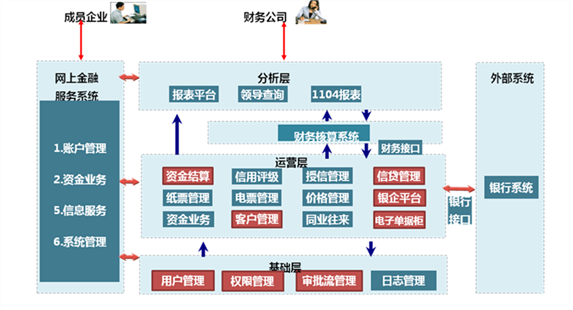 成员企业
财务公司
网上金融
服务系统
1.账户管理
2.资金业务
5.信息服务
6.系统管理
分析层
报表平台
领导查询
1104报表
财务核算系统
财务接口
运营层
资金结算
信用评级
授信管理
信贷管理
纸票管理
电票管理
价格管理
银企平台
资金业务
客户管理
同业往来
电子单据柜
基础层
用户管理
权限管理
审批流管理
日志管理
外部系统
银行系统
银行
接口